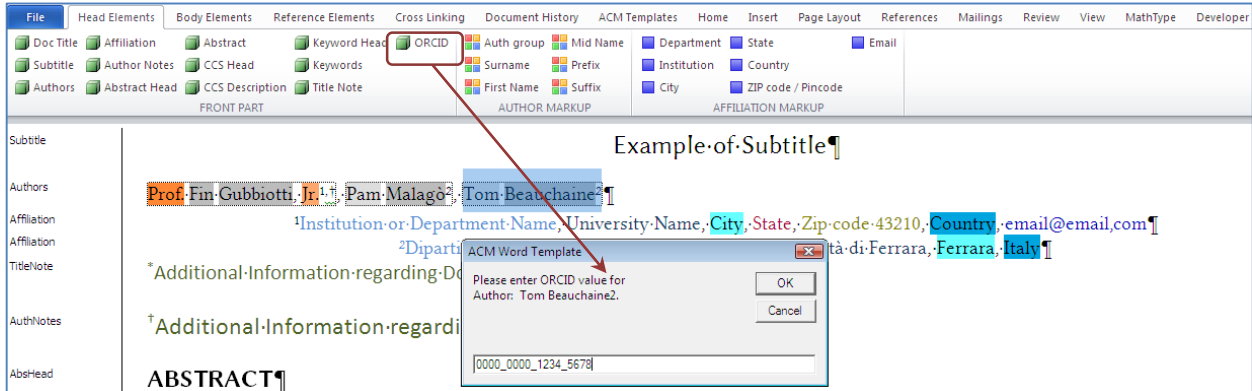 File Head Elements Body Elements Reference Elements Cross Linking Document History ACM Templates Home Insert Page Layout References Mailings Review View MathType Developer
Doc Title Affiliation Abstract Keyword Head ORCID Auth group Mid Name Department State Email
Subtitle Author Notes CCS Head Keywords Surname Prefix Institution Country
Authors Abstract Head CCS Description Title Note First Name Suffix City ZIP code / Pincode
FRONT PART AUTHOR MARKUP AFFILIATION MARKUP
Subtitle Example·of·Subtitle¶
Authors Prof.·Fin·Gubbiotti,·Jr.¹·†,·Pam·Malagò²,·Tom·Beauchaine²¶
Affiliation ¹Institution·or·Department·Name,·University·Name,·City,·State,·Zip·code·43210,·Country,·email@email,com¶
Affiliation ²Diparti tà·di·Ferrara,·Ferrara,·Italy¶
TitleNote *Additional·Information·regarding·Do
ACM Word Template
Please enter ORCID value for
Author: Tom Beauchaine2.
OK
Cancel
AuthNotes †Additional·Information·regardi
0000_0000_1234_5678
AbsHead ABSTRACT¶